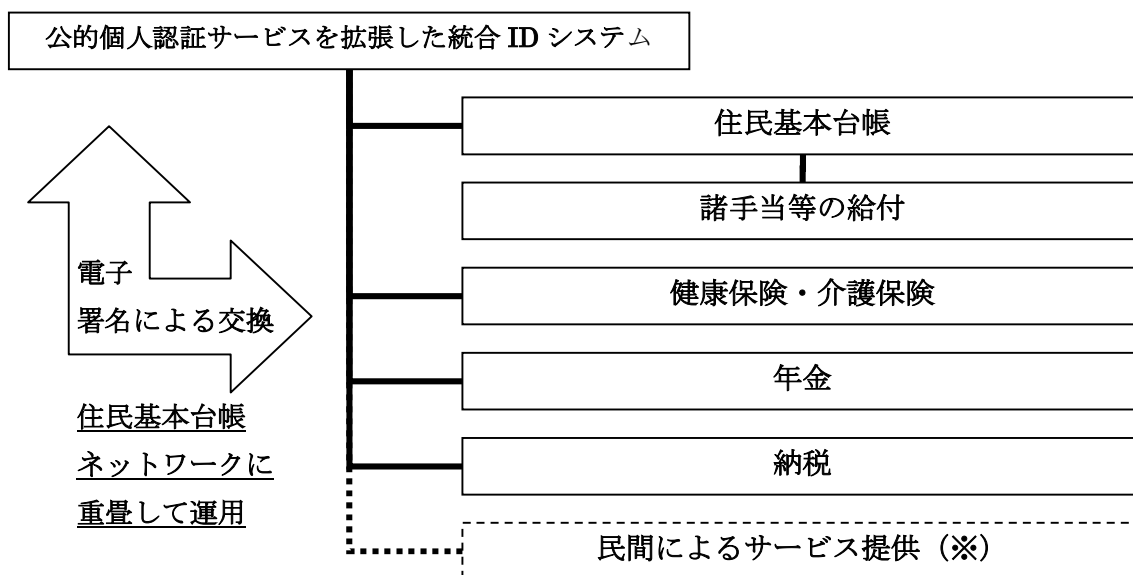 公的個人認証サービスを拡張した統合 ID システム
住民基本台帳
諸手当等の給付
健康保険・介護保険
年金
納税
民間によるサービス提供（※）
電子
署名による交換
住民基本台帳
ネットワークに
重畳して運用